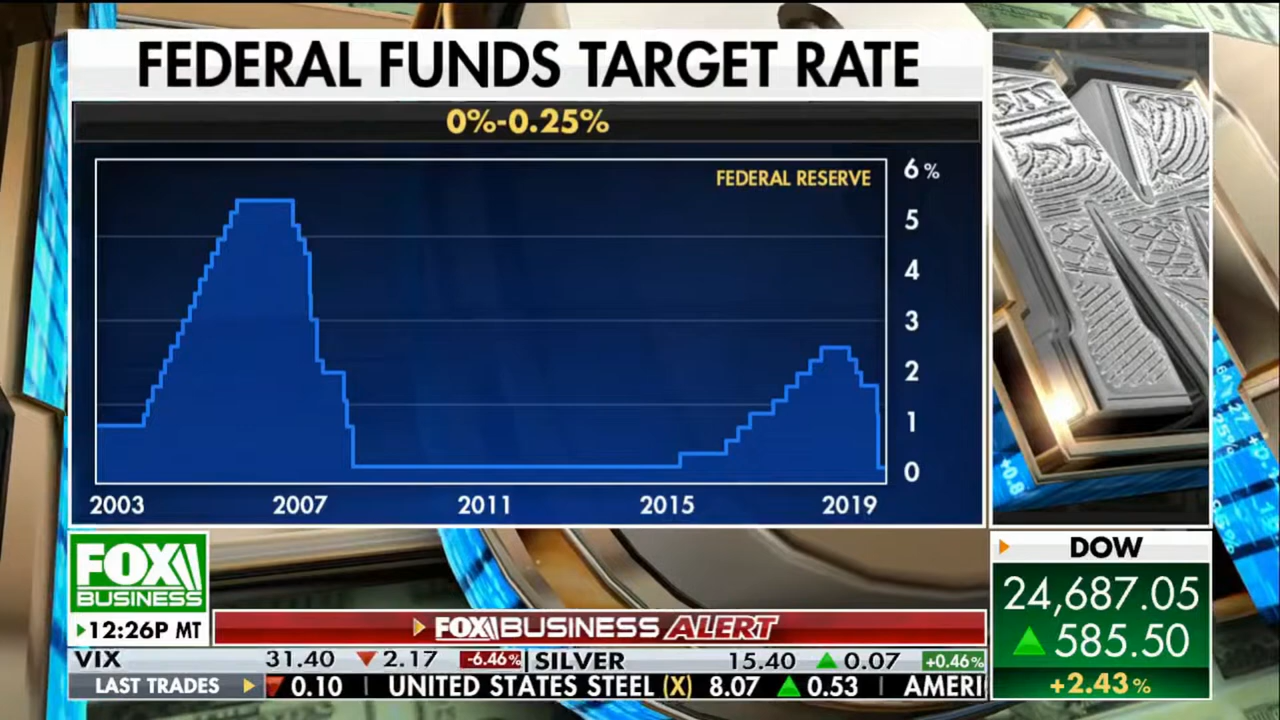 FEDERAL FUNDS TARGET RATE
0%-0.25%
FEDERAL RESERVE
6%
5
4
3
2
1
0
2003 2007 2011 2015 2019
FOX
BUSINESS
12:26P MT
FOX BUSINESS ALERT
DOW
24,687.05
585.50
+2.43%
VIX 31.40 2.17 -6.46% SILVER 15.40 0.07 +0.46%
LAST TRADES 0.10 UNITED STATES STEEL (X) 8.07 0.53 AMERI